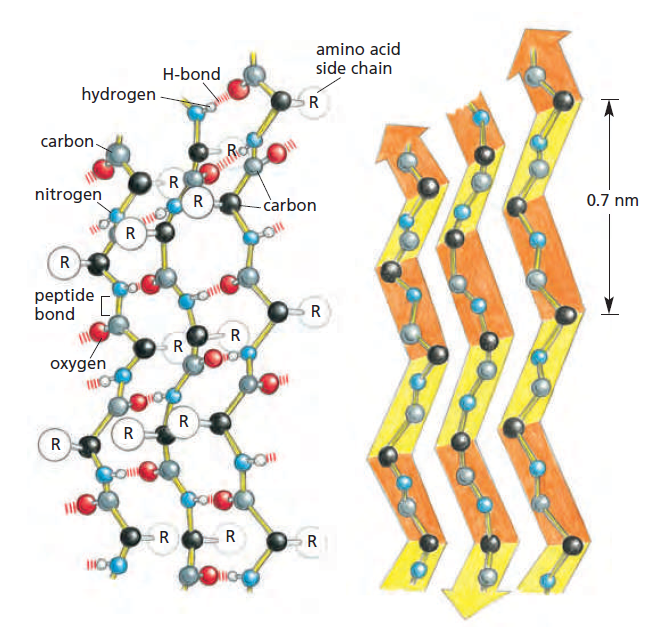 amino acid
side chain
H-bond
hydrogen
R
carbon
R
R
R
carbon
nitrogen
R
0.7 nm
R
peptide
bond
R
R
R
oxygen
R
R
R
R
R
R